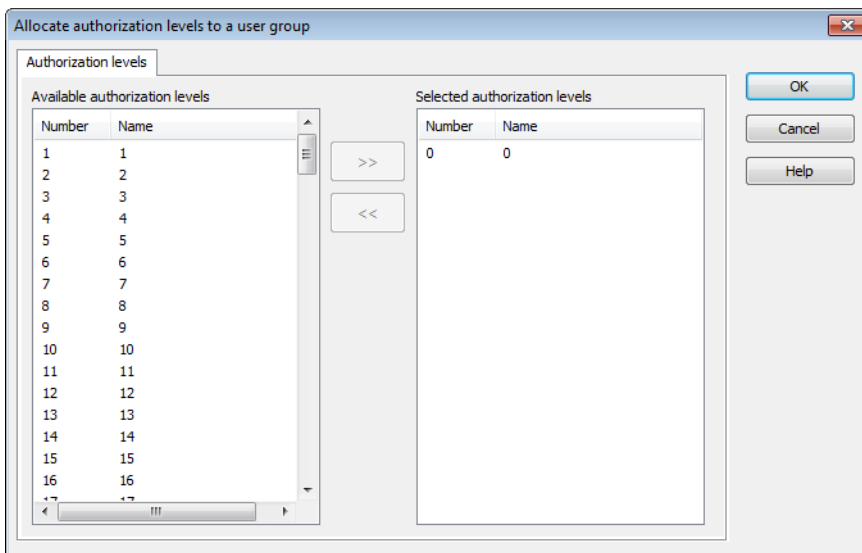 Allocate authorization levels to a user group
Authorization levels
Available authorization levels
Number Name
1 1
2 2
3 3
4 4
5 5
6 6
7 7
8 8
9 9
10 10
11 11
12 12
13 13
14 14
15 15
16 16
17 17
>>
<<
Selected authorization levels
Number Name
0 0
OK
Cancel
Help